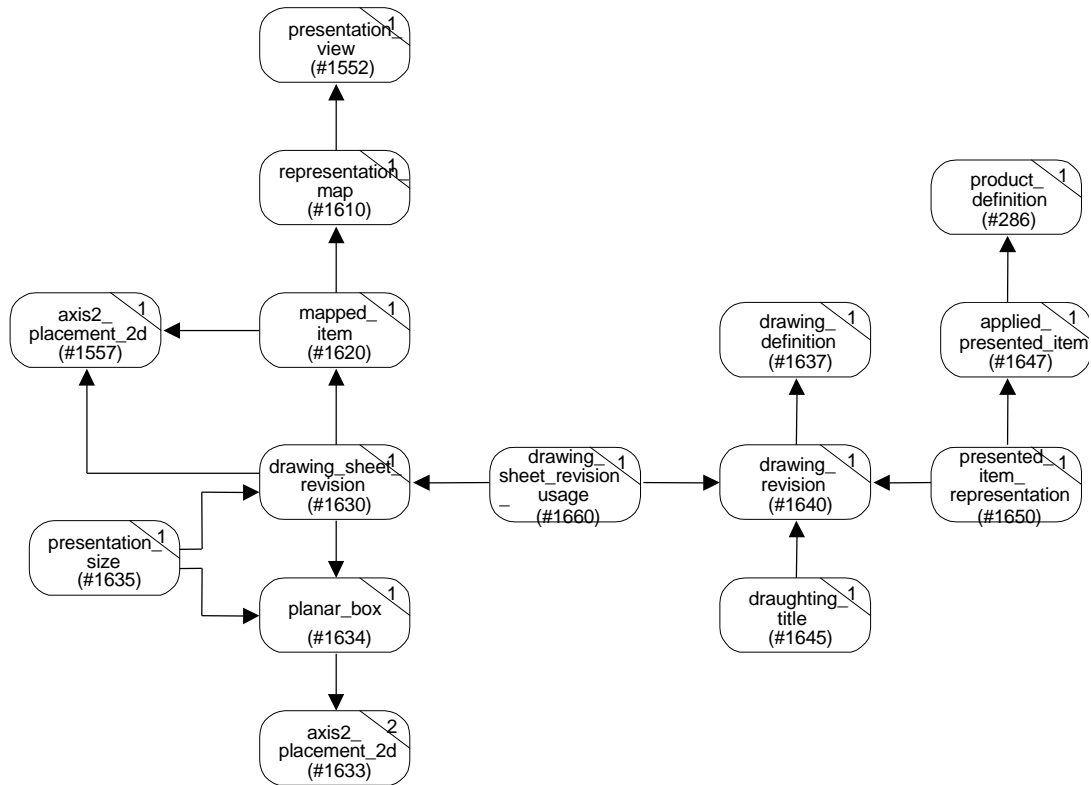 1
presentation_
view
(#1552)
1
representation_
map
(#1610)
1
product_
definition
(#286)
1
axis2_
placement_2d
(#1557)
1
mapped_
item
(#1620)
1
drawing_
definition
(#1637)
1
applied_
presented_item
(#1647)
1
drawing_sheet_
revision
(#1630)
1
drawing_
sheet_revision
usage
_
(#1660)
1
drawing_
revision
(#1640)
1
presented_
item_
representation
(#1650)
1
presentation_
size
(#1635)
1
planar_box
(#1634)
1
draughting_
title
(#1645)
2
axis2_
placement_2d
(#1633)